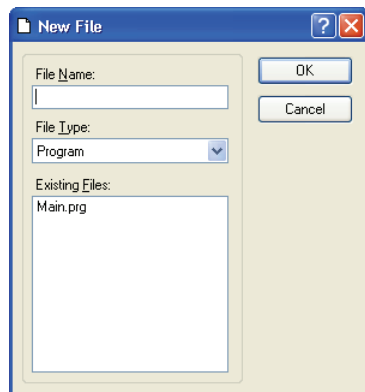 New File
File Name:
OK
Cancel
File Type:
Program
Existing Files:
Main.prg